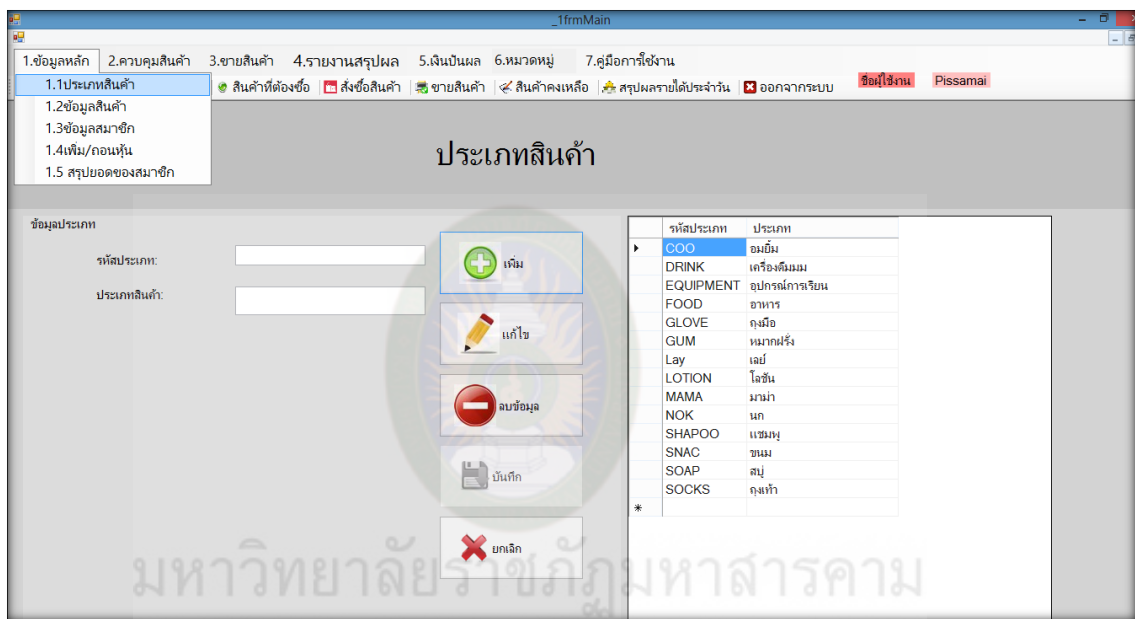 _1frmMain
1.ข้อมูลหลัก 2.ควบคุมสินค้า 3.ขายสินค้า 4.รายงานสรุปผล 5.เงินปันผล 6.หมวดหมู่ 7.คู่มือการใช้งาน
สินค้าที่ต้องซื้อ สั่งซื้อสินค้า ขายสินค้า สินค้าคงเหลือ สรุปผลรายได้ประจำวัน ออกจากระบบ ชื่อผู้ใช้งาน Pissamai
1.1ประเภทสินค้า
1.2ข้อมูลสินค้า
1.3ข้อมูลสมาชิก
1.4เพิ่ม/ถอนหุ้น
1.5 สรุปยอดของสมาชิก
ประเภทสินค้า
ข้อมูลประเภท
รหัสประเภท:
ประเภทสินค้า:
เพิ่ม
แก้ไข
ลบข้อมูล
บันทึก
ยกเลิก
รหัสประเภท ประเภท
COO อมยิ้ม
DRINK เครื่องดืมมม
EQUIPMENT อุปกรณ์การเรียน
FOOD อาหาร
GLOVE ถุงมือ
GUM หมากฝรั่ง
Lay เลย์
LOTION โลชัน
MAMA มาม่า
NOK นก
SHAPOO แชมพู
SNAC ขนม
SOAP สบู่
SOCKS ถุงเท้า
มหาวิทยาลัยราชภัฏมหาสารคาม